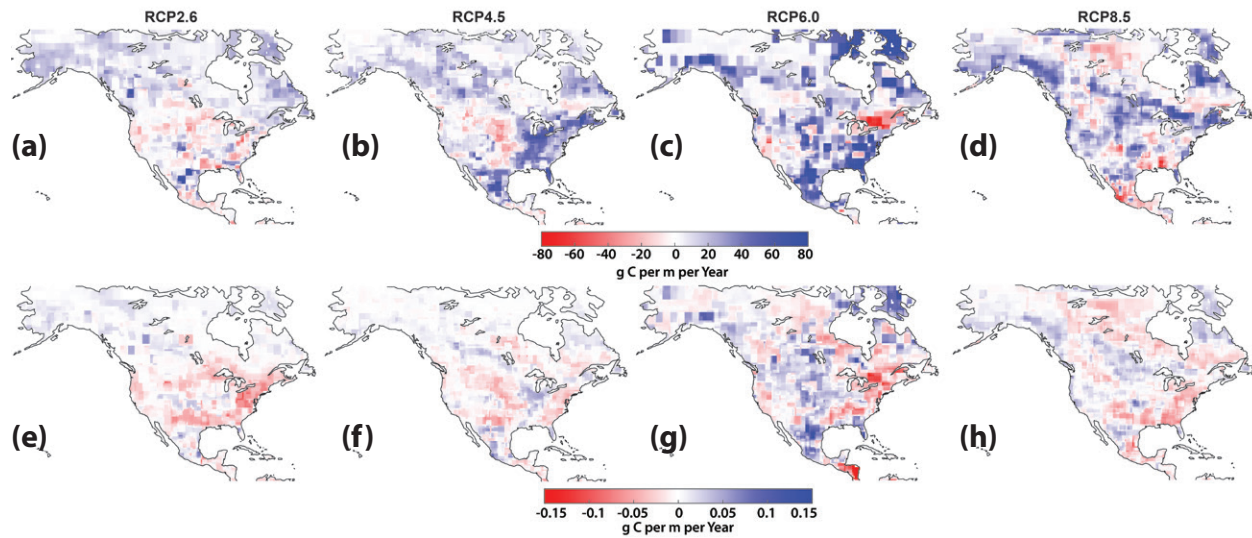 RCP2.6 RCP4.5 RCP6.0 RCP8.5
(a) (b) (c) (d)
-80 -60 -40 -20 0 20 40 60 80
g C per m per Year
(e) (f) (g) (h)
-0.15 -0.1 -0.05 0 0.05 0.1 0.15
g C per m per Year